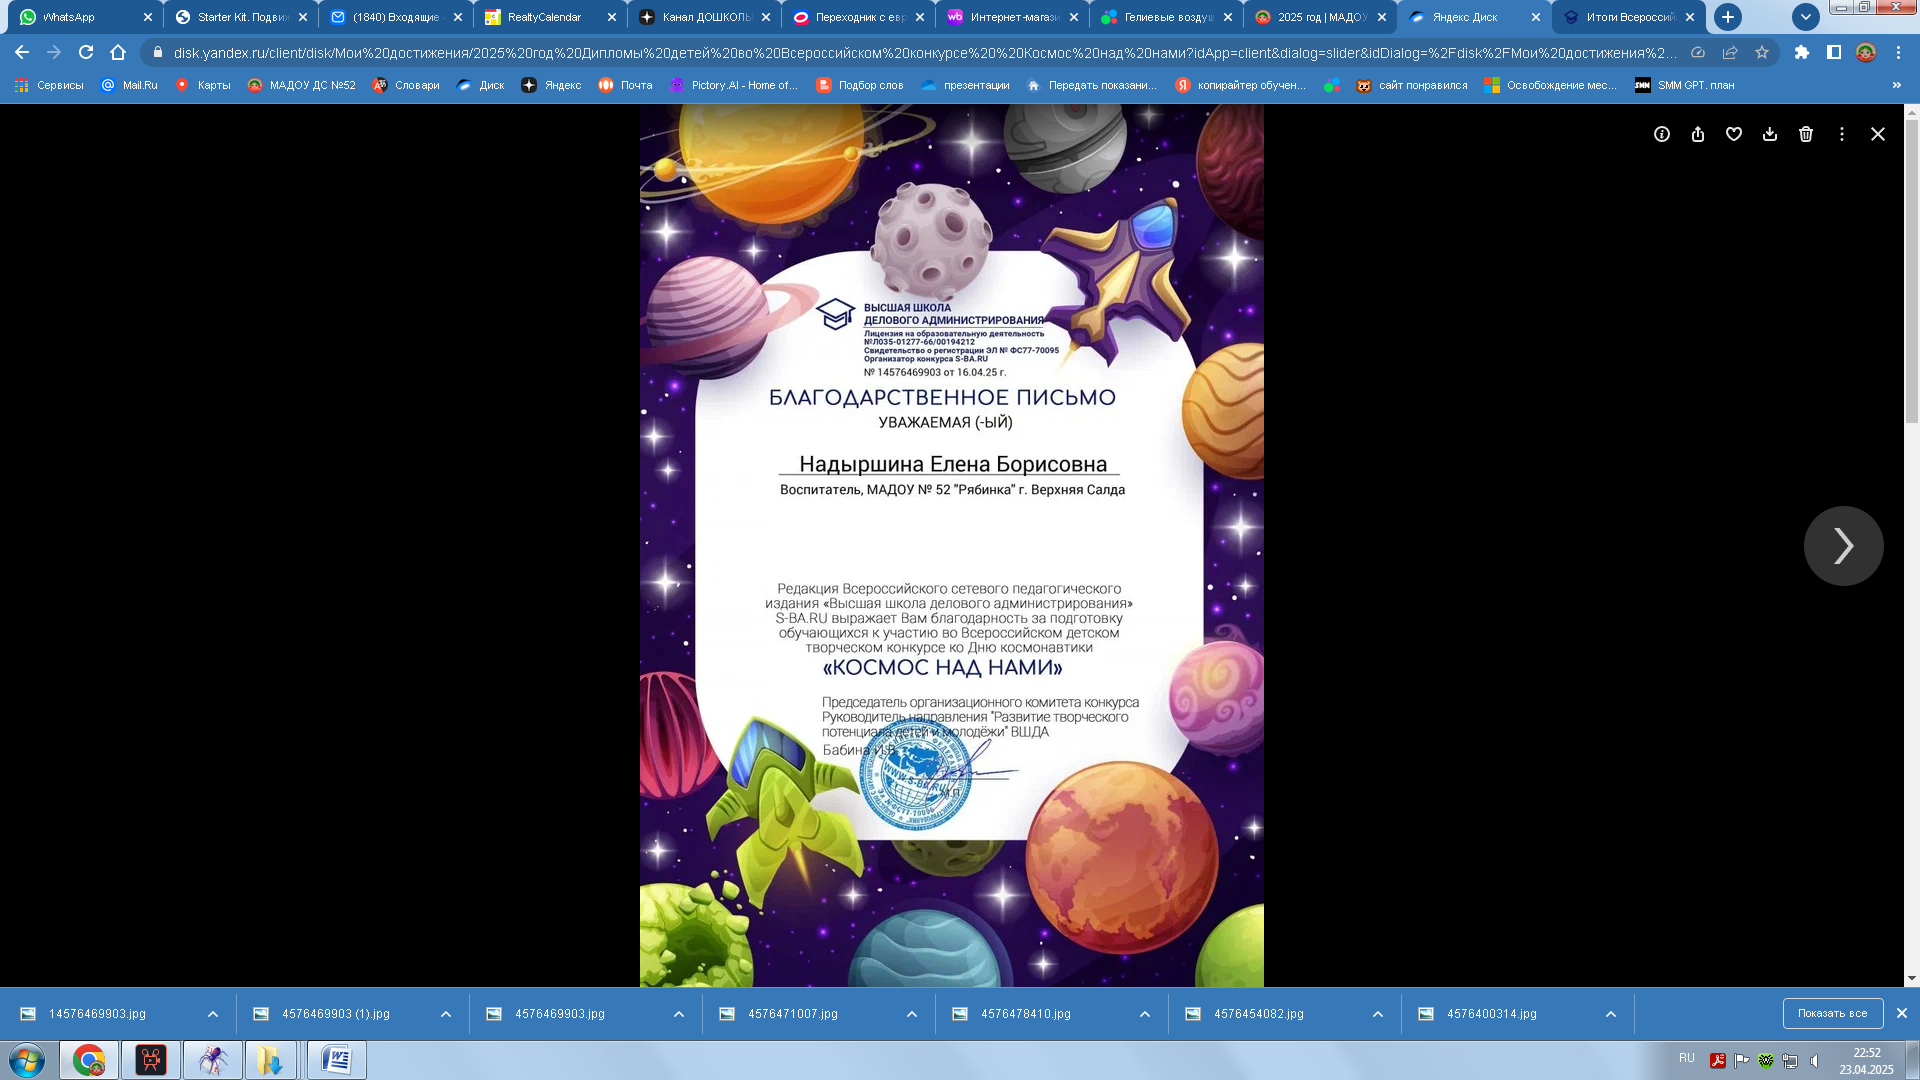 WhatsApp
Starter Kit. Подвиж
(1840) Входящие -
RealtyCalendar
Канал ДОШКОЛЬ
Переходник с евр
Интернет-магази
Гелиевые воздуш
2025 год | МАДОУ
Яндекс Диск
Итоги Всероссий
disk.yandex.ru/client/disk/Мои%20достижения/2025%20год%20Дипломы%20детей%20во%20Всероссийском%20конкурсе%20%20Космос%20над%20нами?idApp=client&dialog=slider&idDialog=%2Fdisk%2FМои%20достижения%2...
Сервисы
Mail.Ru
Карты
МАДОУ ДС №52
Словари
Диск
Яндекс
Почта
Pictory.AI - Home of...
Подбор слов
презентации
Передать показани...
копирайтер обучен...
сайт понравился
Освобождение мес...
SMM GPT. план
ВЫСШАЯ ШКОЛА
ДЕЛОВОГО АДМИНИСТРИРОВАНИЯ
Лицензия на образовательную деятельность
№Л035-01277-66/00194212
Свидетельство о регистрации ЭЛ № ФС77-70095
Организатор конкурса S-BA.RU
№ 14576469903 от 16.04.25 г.
БЛАГОДАРСТВЕННОЕ ПИСЬМО
УВАЖАЕМАЯ (-ЫЙ)
Надыршина Елена Борисовна
Воспитатель, МАДОУ № 52 "Рябинка" г. Верхняя Салда
Редакция Всероссийского сетевого педагогического
издания «Высшая школа делового администрирования»
S-BA.RU выражает Вам благодарность за подготовку
обучающихся к участию во Всероссийском детском
творческом конкурсе ко Дню космонавтики
«КОСМОС НАД НАМИ»
Председатель организационного комитета конкурса
Руководитель направления "Развитие творческого
потенциала детей и молодёжи" ВШДА
Бабина И.В.
WWW.S-BA.RU
М.П.
14576469903.jpg
4576469903 (1).jpg
4576469903.jpg
4576471007.jpg
4576478410.jpg
4576454082.jpg
4576400314.jpg
Показать все
RU
22:52
23.04.2025